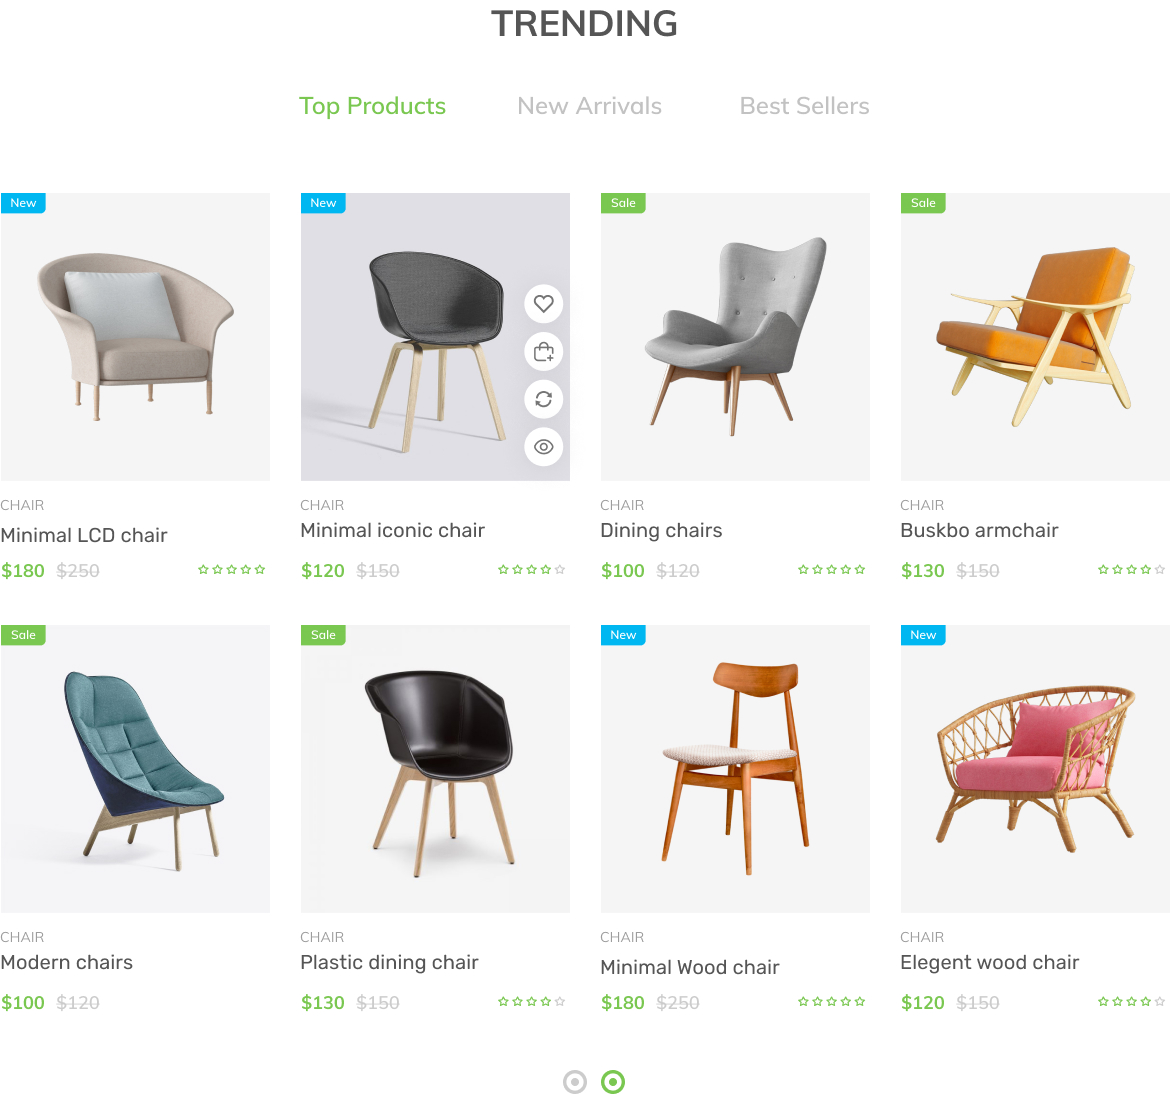 TRENDING
Top Products New Arrivals Best Sellers
New New Sale Sale
CHAIR CHAIR CHAIR CHAIR
Minimal LCD chair Minimal iconic chair Dining chairs Buskbo armchair
$180 $250 $120 $150 $100 $120 $130 $150
Sale Sale New New
CHAIR CHAIR CHAIR CHAIR
Modern chairs Plastic dining chair Minimal Wood chair Elegent wood chair
$100 $120 $130 $150 $180 $250 $120 $150